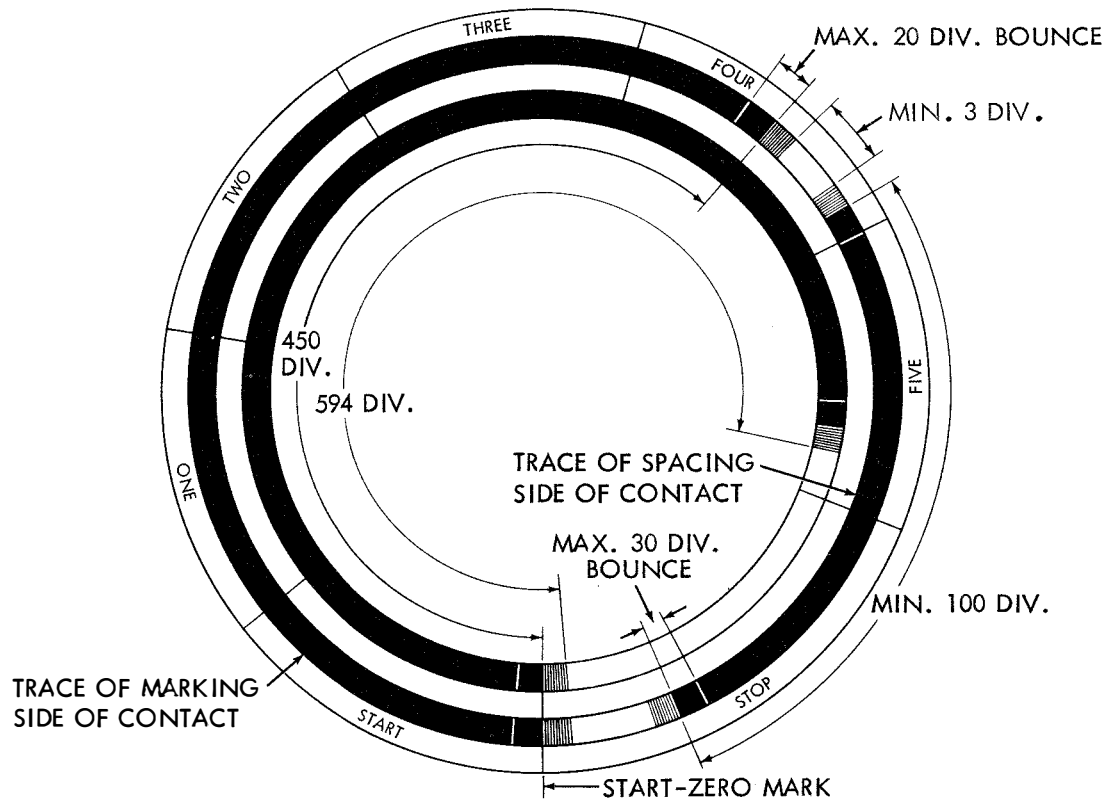 THREE
MAX. 20 DIV. BOUNCE
FOUR
MIN. 3 DIV.
TWO
450
DIV.
594 DIV.
FIVE
TRACE OF SPACING
SIDE OF CONTACT
ONE
MAX. 30 DIV.
BOUNCE
MIN. 100 DIV.
TRACE OF MARKING
SIDE OF CONTACT
START
STOP
START-ZERO MARK